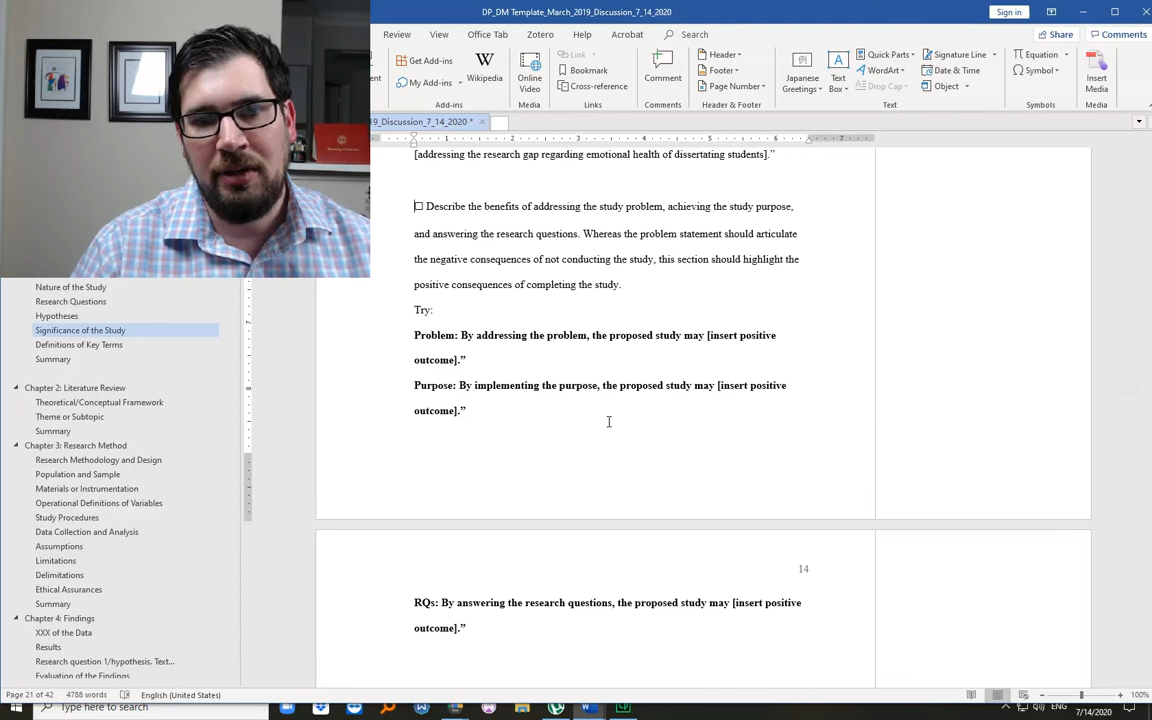 DP_DM Template_March_2019_Discussion_7_14_2020
Sign in
Review View Zotero Help Acrobat Search
Share Comments
Get Add-ins
My Add-ins
Add-ins
Wikipedia
Online
Video
Media
Link
Bookmark
Cross-reference
Links
Comment
Comments
Header
Footer
Page Number
Header & Footer
Japanese
Greetings
Text
Box
Quick Parts
WordArt
Drop Cap
Signature Line
Date & Time
Object
Text
Equation
Symbol
Symbols
Insert
Media
Media
19_Discussion_7_14_2020 *
1 2 3 4 5 6 7
[addressing the research gap regarding emotional health of dissertating students].”
☐ Describe the benefits of addressing the study problem, achieving the study purpose,
and answering the research questions. Whereas the problem statement should articulate
the negative consequences of not conducting the study, this section should highlight the
positive consequences of completing the study.
Try:
Problem: By addressing the problem, the proposed study may [insert positive
outcome].”
Purpose: By implementing the purpose, the proposed study may [insert positive
outcome].”
14
RQs: By answering the research questions, the proposed study may [insert positive
outcome].”
Nature of the Study
Research Questions
Hypotheses
Significance of the Study
Definitions of Key Terms
Summary
Chapter 2: Literature Review
Theoretical/Conceptual Framework
Theme or Subtopic
Summary
Chapter 3: Research Method
Research Methodology and Design
Population and Sample
Materials or Instrumentation
Operational Definitions of Variables
Study Procedures
Data Collection and Analysis
Assumptions
Limitations
Delimitations
Ethical Assurances
Summary
Chapter 4: Findings
XXX of the Data
Results
Research question 1/hypothesis. Text...
Evaluation of the Findings
Page 21 of 42 4788 words English (United States)
100%
Type here to search
ENG
7/14/2020